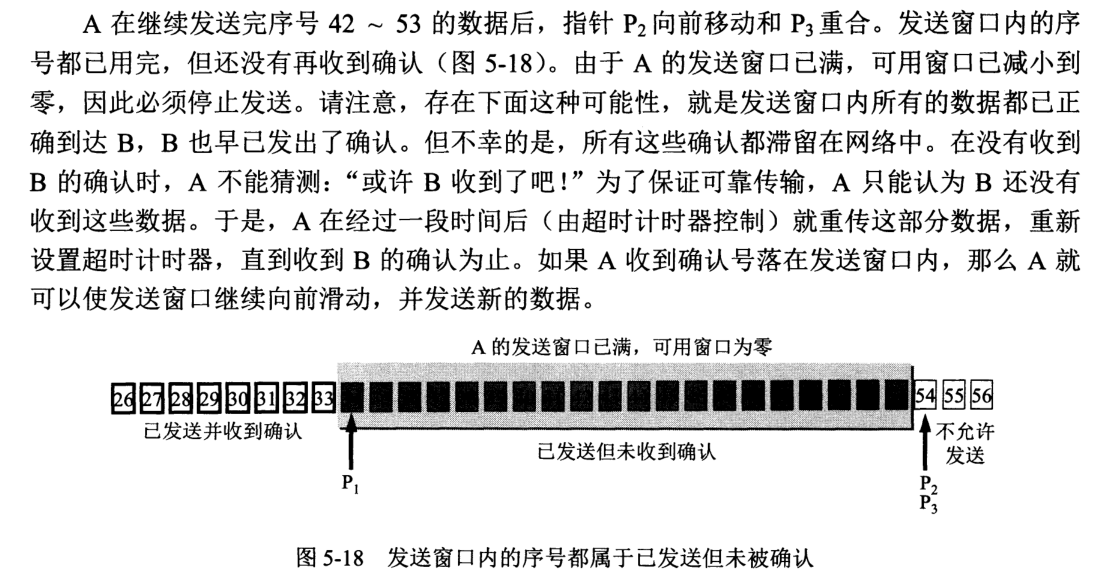 A 在继续发送完序号 42 ~ 53 的数据后，指针 P₂向前移动和 P₃重合。发送窗口内的序
号都已用完，但还没有再收到确认（图 5-18）。由于 A 的发送窗口已满，可用窗口已减小到
零，因此必须停止发送。请注意，存在下面这种可能性，就是发送窗口内所有的数据都已正
确到达 B，B 也早已发出了确认。但不幸的是，所有这些确认都滞留在网络中。在没有收到
B 的确认时，A 不能猜测：“或许 B 收到了吧！”为了保证可靠传输，A 只能认为 B 还没有
收到这些数据。于是，A 在经过一段时间后（由超时计时器控制）就重传这部分数据，重新
设置超时计时器，直到收到 B 的确认为止。如果 A 收到确认号落在发送窗口内，那么 A 就
可以使发送窗口继续向前滑动，并发送新的数据。
A 的发送窗口已满，可用窗口为零
26 27 28 29 30 31 32 33 54 55 56
已发送并收到确认
已发送但未收到确认
不允许
发送
P₁
P₂
P₃
图 5-18 发送窗口内的序号都属于已发送但未被确认